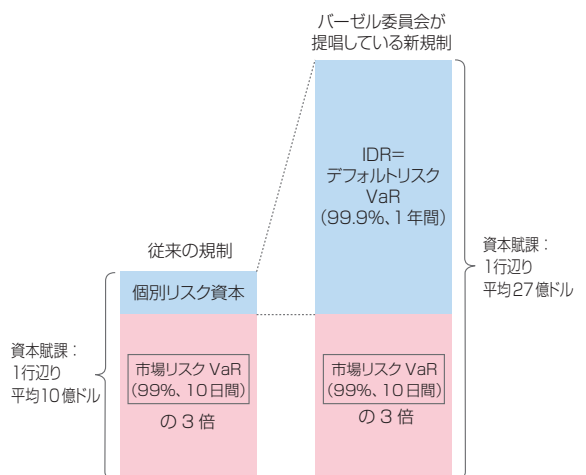 バーゼル委員会が
提唱している新規制
IDR=
デフォルトリスク
VaR
(99.9%、1年間)
従来の規制
個別リスク資本
資本賦課：
1行辺り
平均27億ドル
資本賦課：
1行辺り
平均10億ドル
市場リスク VaR
(99%、10日間)
の3倍
市場リスク VaR
(99%、10日間)
の3倍